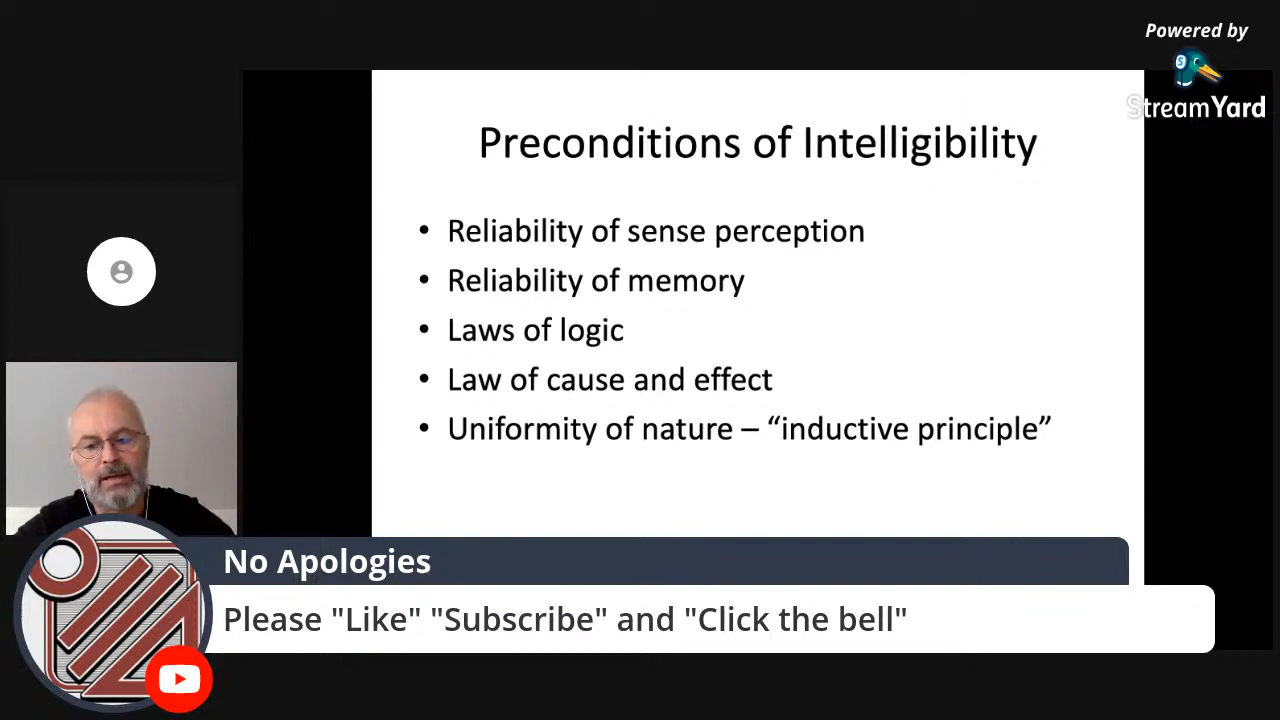 Powered by
StreamYard
Preconditions of Intelligibility
• Reliability of sense perception
• Reliability of memory
• Laws of logic
• Law of cause and effect
• Uniformity of nature – “inductive principle”
No Apologies
Please "Like" "Subscribe" and "Click the bell"